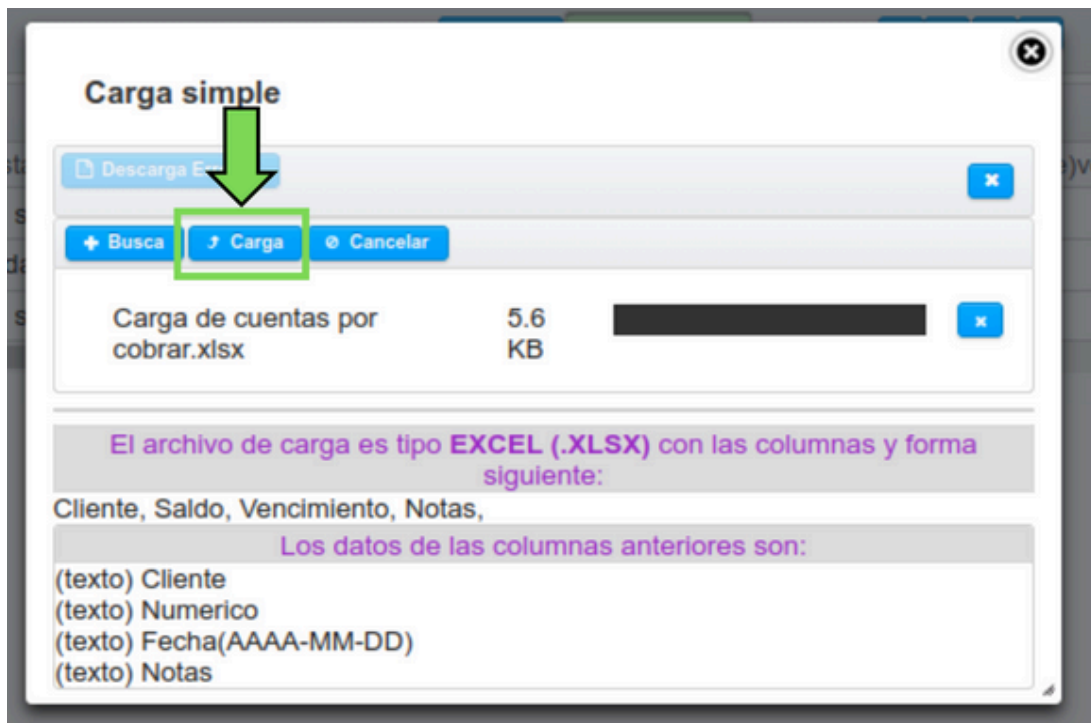 Carga simple
Descarga
Busca
Carga
Cancelar
Carga de cuentas por
cobrar.xlsx
5.6
KB
El archivo de carga es tipo EXCEL (.XLSX) con las columnas y forma
siguiente:
Cliente, Saldo, Vencimiento, Notas,
Los datos de las columnas anteriores son:
(texto) Cliente
(texto) Numerico
(texto) Fecha(AAAA-MM-DD)
(texto) Notas